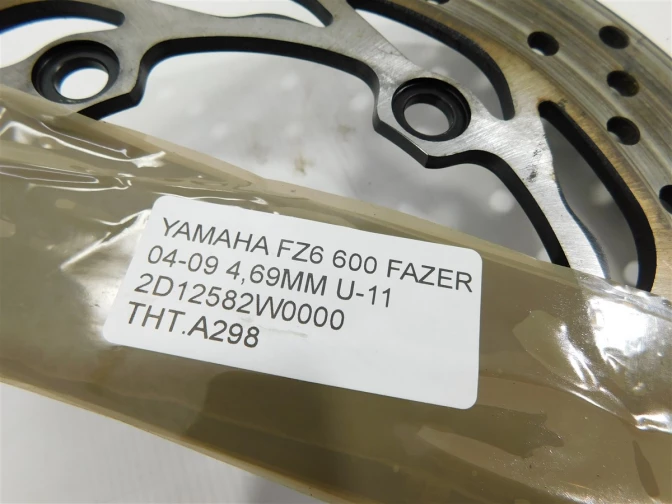 YAMAHA FZ6 600 FAZER
04-09 4,69MM U-11
2D12582W0000
THT.A298